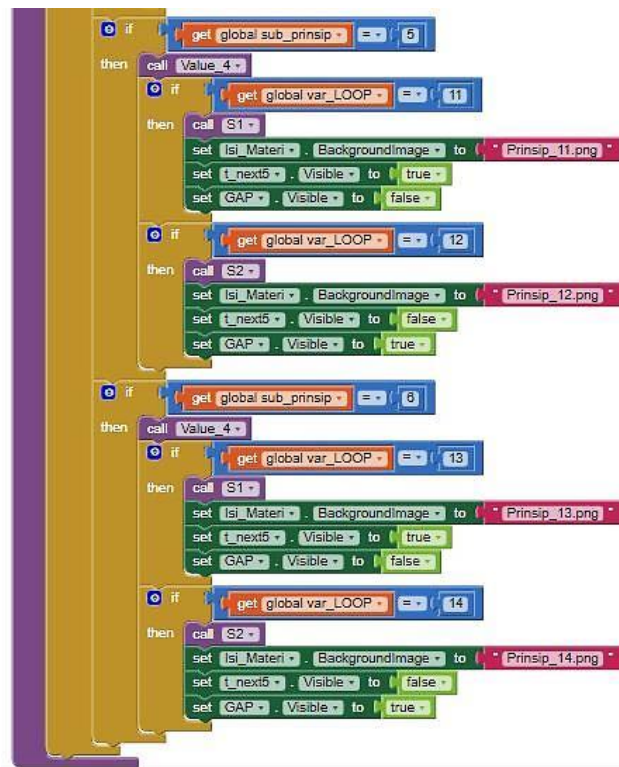 if get global sub_prinsip = 5
then call Value_4
if get global var_LOOP = 11
then call S1
set Isi_Materi . BackgroundImage to " Prinsip_11.png "
set t_next5 . Visible to true
set GAP . Visible to false
if get global var_LOOP = 12
then call S2
set Isi_Materi . BackgroundImage to " Prinsip_12.png "
set t_next5 . Visible to false
set GAP . Visible to true
if get global sub_prinsip = 6
then call Value_4
if get global var_LOOP = 13
then call S1
set Isi_Materi . BackgroundImage to " Prinsip_13.png "
set t_next5 . Visible to true
set GAP . Visible to false
if get global var_LOOP = 14
then call S2
set Isi_Materi . BackgroundImage to " Prinsip_14.png "
set t_next5 . Visible to false
set GAP . Visible to true